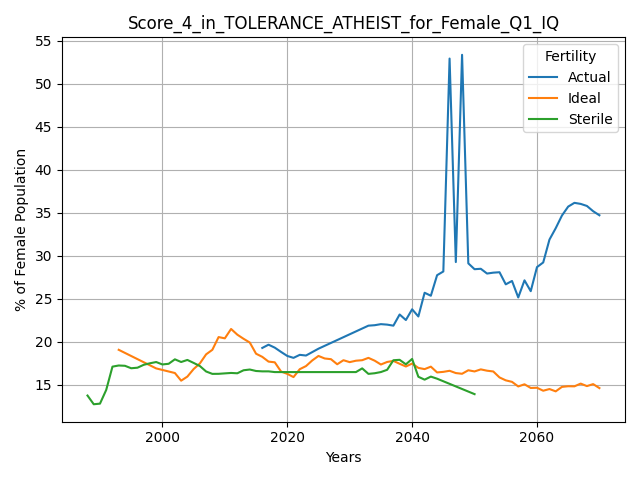 Score_4_in_TOLERANCE_ATHEIST_for_Female_Q1_IQ
% of Female Population
55
50
45
40
35
30
25
20
15
2000
2020
2040
2060
Years
Fertility
Actual
Ideal
Sterile